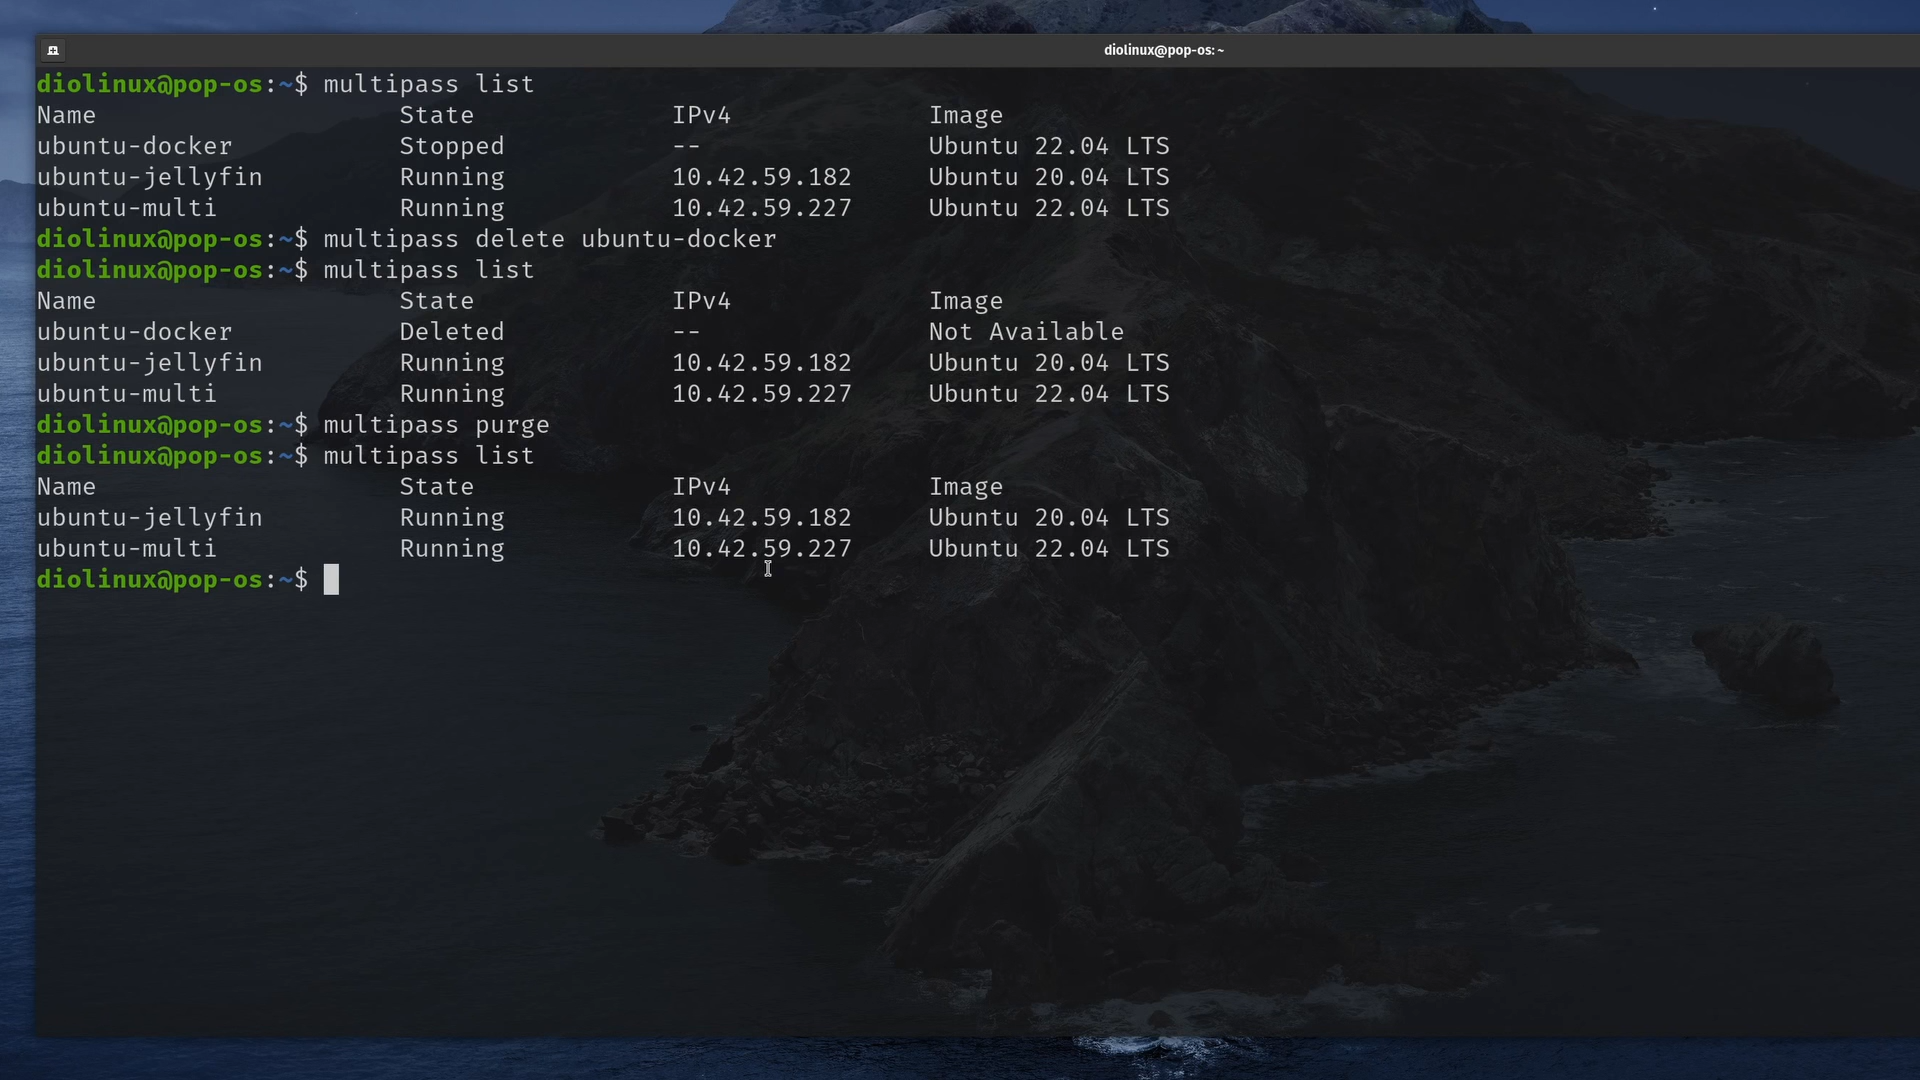 diolinux@pop-os: ~
diolinux@pop-os:~$ multipass list
Name State IPv4 Image
ubuntu-docker Stopped -- Ubuntu 22.04 LTS
ubuntu-jellyfin Running 10.42.59.182 Ubuntu 20.04 LTS
ubuntu-multi Running 10.42.59.227 Ubuntu 22.04 LTS
diolinux@pop-os:~$ multipass delete ubuntu-docker
diolinux@pop-os:~$ multipass list
Name State IPv4 Image
ubuntu-docker Deleted -- Not Available
ubuntu-jellyfin Running 10.42.59.182 Ubuntu 20.04 LTS
ubuntu-multi Running 10.42.59.227 Ubuntu 22.04 LTS
diolinux@pop-os:~$ multipass purge
diolinux@pop-os:~$ multipass list
Name State IPv4 Image
ubuntu-jellyfin Running 10.42.59.182 Ubuntu 20.04 LTS
ubuntu-multi Running 10.42.59.227 Ubuntu 22.04 LTS
diolinux@pop-os:~$